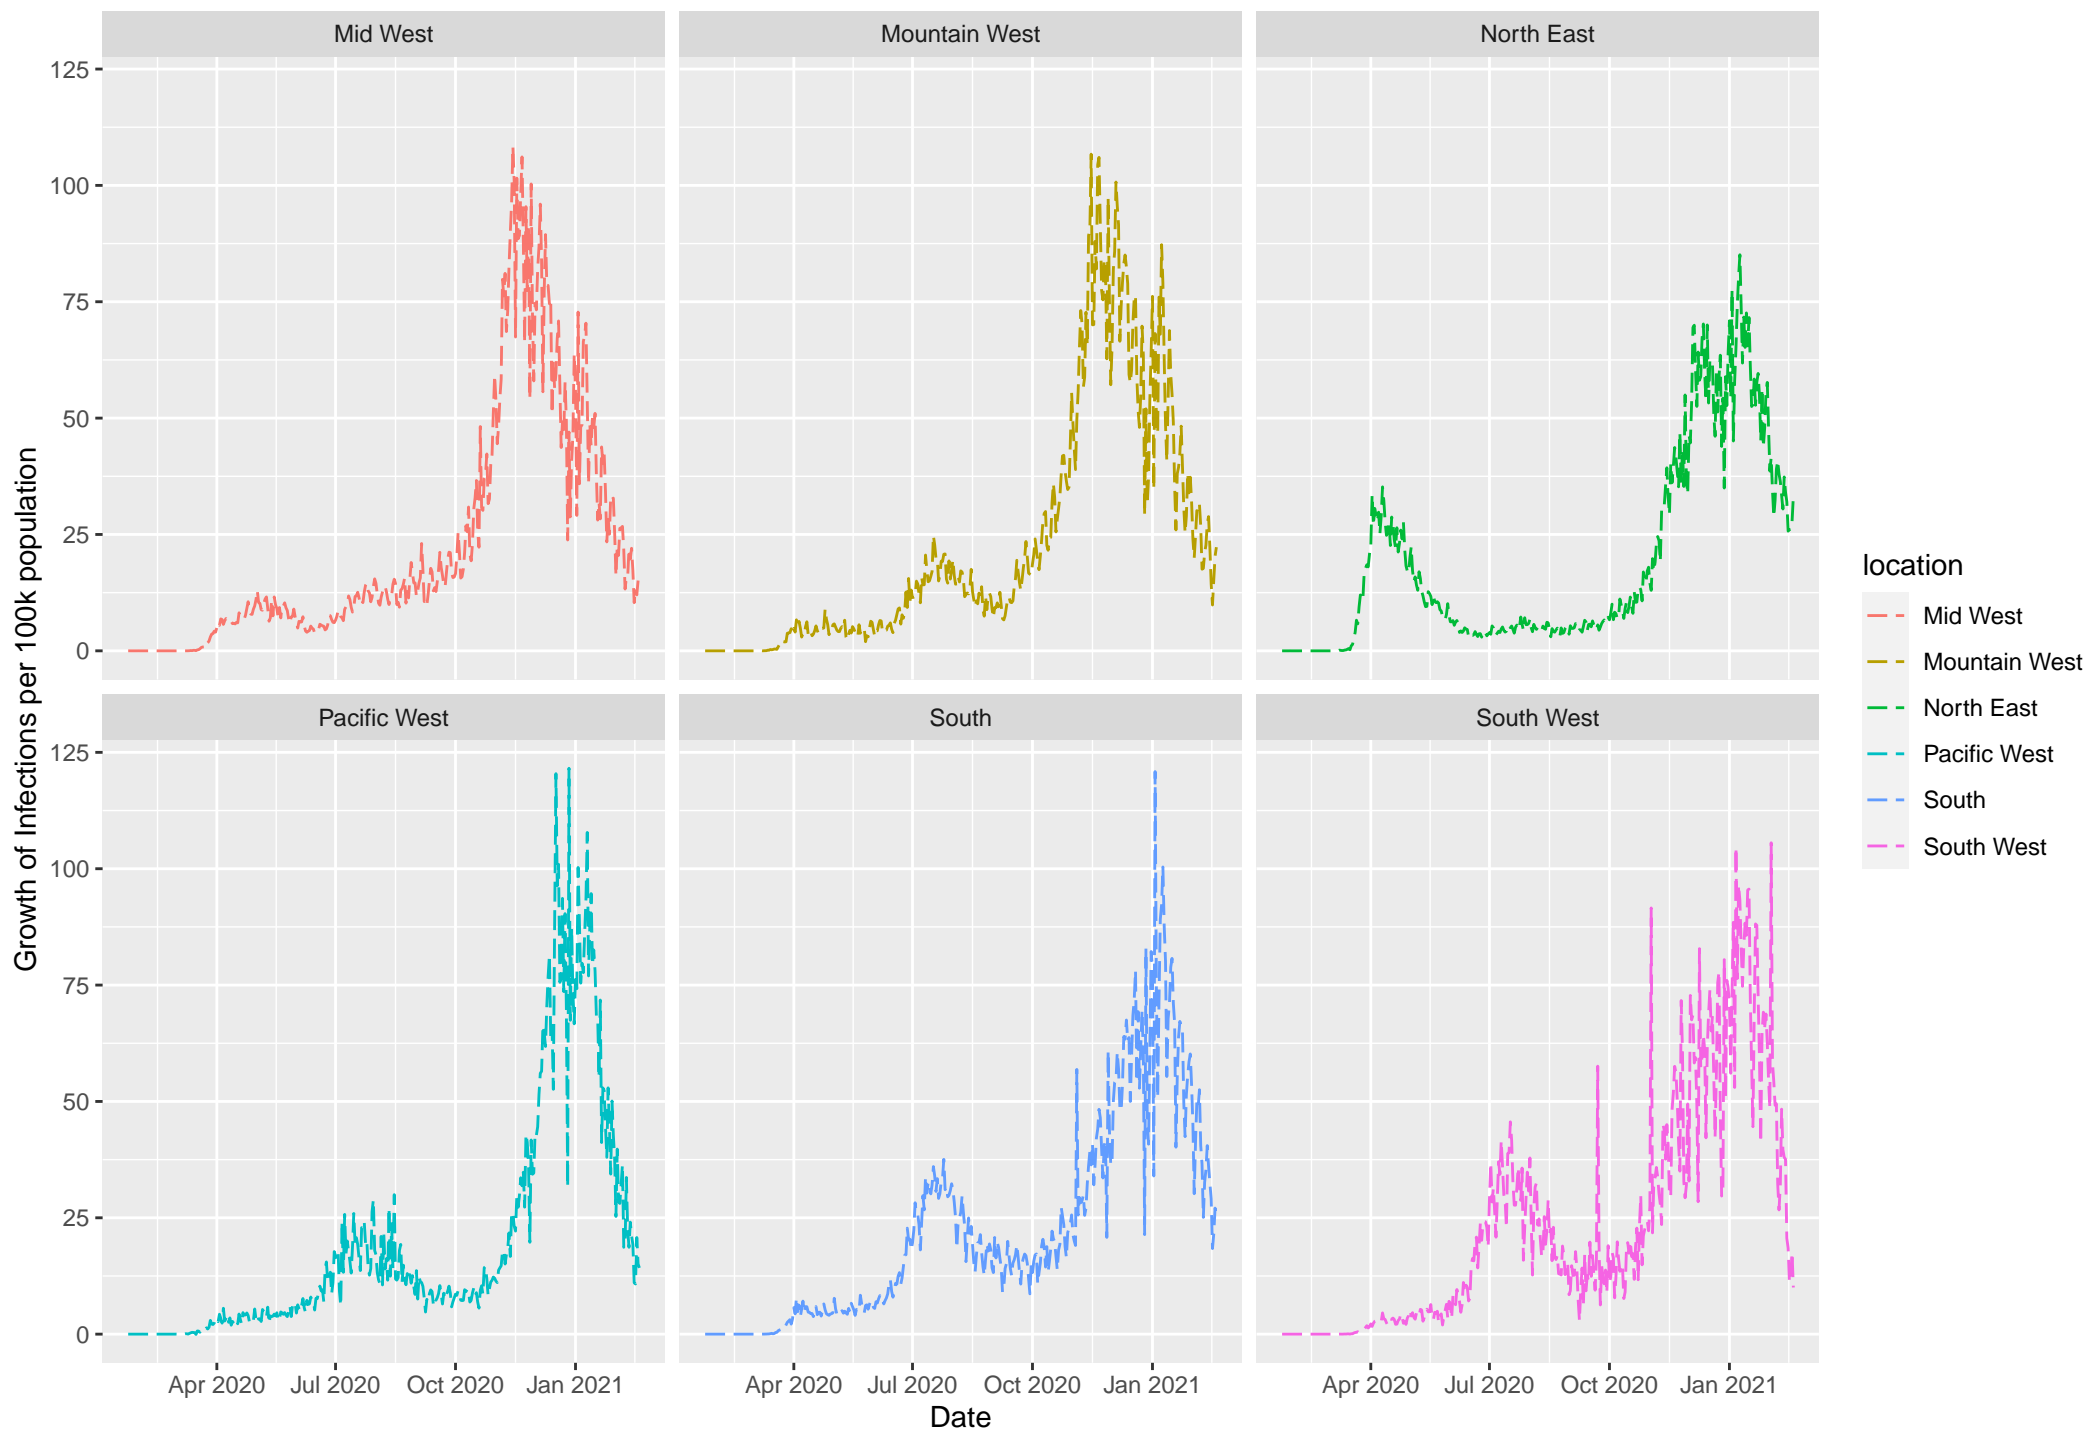 Mid West
Mountain West
North East
125
100
75
50
25
0
Pacific West
South
South West
125
100
75
50
25
0
Apr 2020 Jul 2020 Oct 2020 Jan 2021
Apr 2020 Jul 2020 Oct 2020 Jan 2021
Apr 2020 Jul 2020 Oct 2020 Jan 2021
Date
Growth of Infections per 100k population
location
Mid West
Mountain West
North East
Pacific West
South
South West